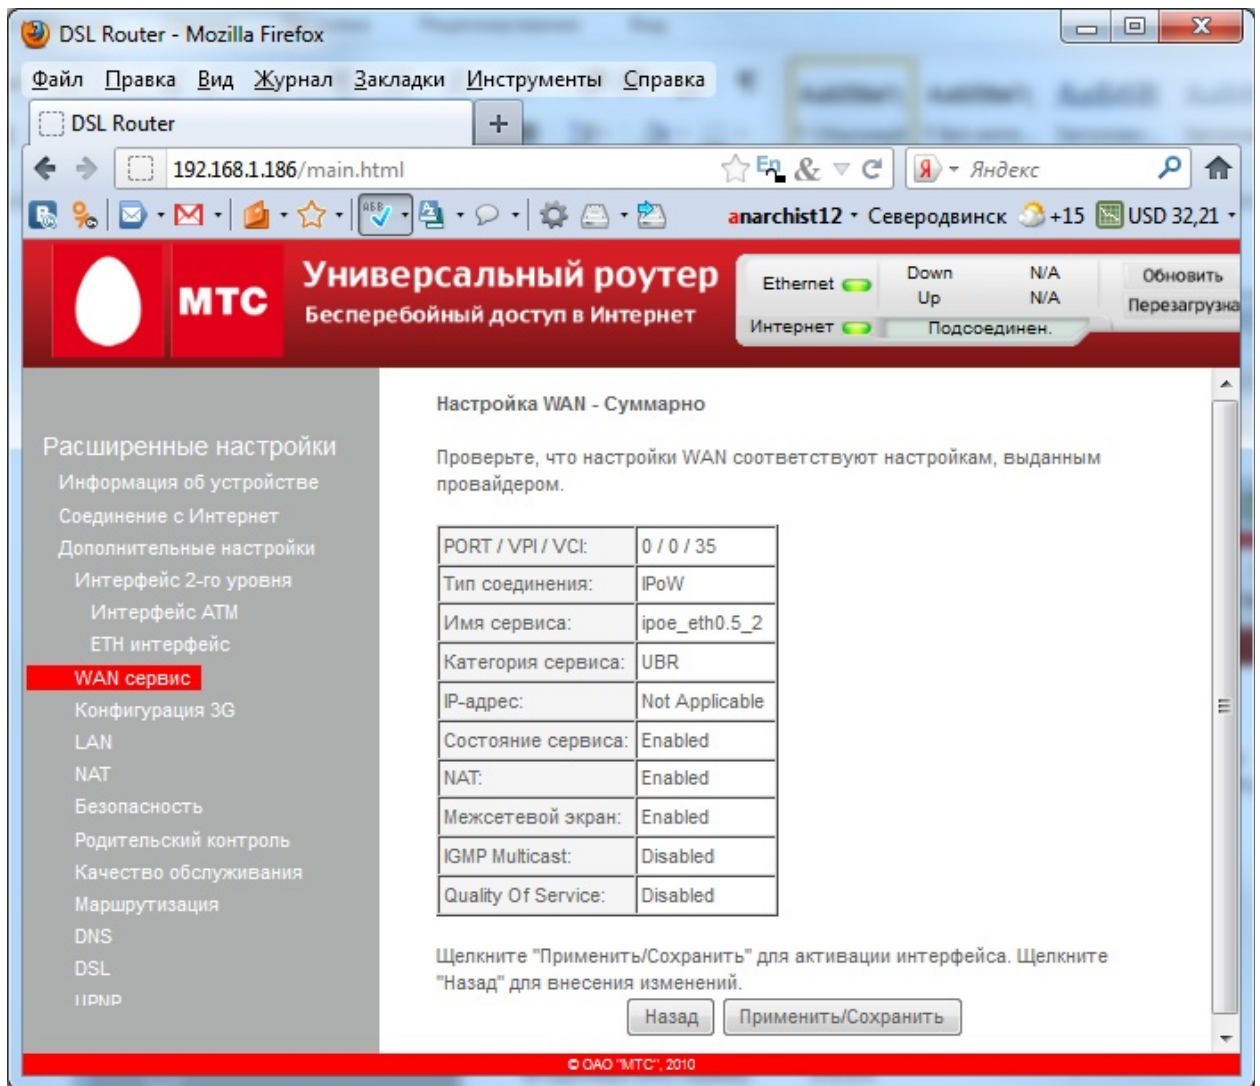 DSL Router - Mozilla Firefox
Файл Правка Вид Журнал Закладки Инструменты Справка
DSL Router
192.168.1.186/main.html
Яндекс
anarchist12 Северодвинск +15 USD 32,21
МТС
Универсальный роутер
Бесперебойный доступ в Интернет
Ethernet Down N/A
Up N/A
Интернет Подсоединен.
Обновить
Перезагрузка
Расширенные настройки
Информация об устройстве
Соединение с Интернет
Дополнительные настройки
Интерфейс 2-го уровня
Интерфейс ATM
ETH интерфейс
WAN сервис
Конфигурация 3G
LAN
NAT
Безопасность
Родительский контроль
Качество обслуживания
Маршрутизация
DNS
DSL
UPNP
Настройка WAN - Суммарно
Проверьте, что настройки WAN соответствуют настройкам, выданным
провайдером.
PORT / VPI / VCI: 0 / 0 / 35
Тип соединения: IPoW
Имя сервиса: ipoe_eth0.5_2
Категория сервиса: UBR
IP-адрес: Not Applicable
Состояние сервиса: Enabled
NAT: Enabled
Межсетевой экран: Enabled
IGMP Multicast: Disabled
Quality Of Service: Disabled
Щелкните "Применить/Сохранить" для активации интерфейса. Щелкните
"Назад" для внесения изменений.
Назад Применить/Сохранить
© ОАО "МТС", 2010